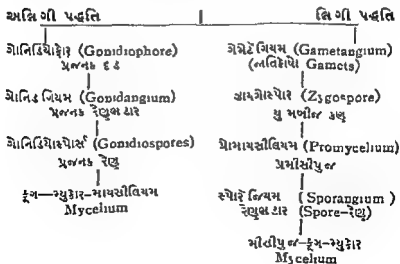 અલિંગી પદ્ધતિ
ગોનિડિયોફોર (Gonidiophore)
પ્રજનક દડ
ગોનિડ ગિયમ (Gonidangium)
પ્રજનક રેણુભ ડાર
ગોનિડિયોસ્પોર્સ (Gonidiospores)
પ્રજનક રેણુ
ફૂગ—મ્યુકોર-માયસીલિયમ
Mycelium
લિગી પદ્ધતિ
ગેમેટે ગિયમ (Gametangium)
(Gamets)
ઝાયગોસ્પોર (Zygospore)
યુ મબીજ કણ
પ્રોમાયસીલિયમ (Promycelium)
પ્રમીસીપુ જ
સ્પોરે જિયમ (Sporangium)
રેણુભ ડાર (Spore-રેણુ)
મીસીપુ જ-ફૂગ-મ્યુકોર
Mycelium